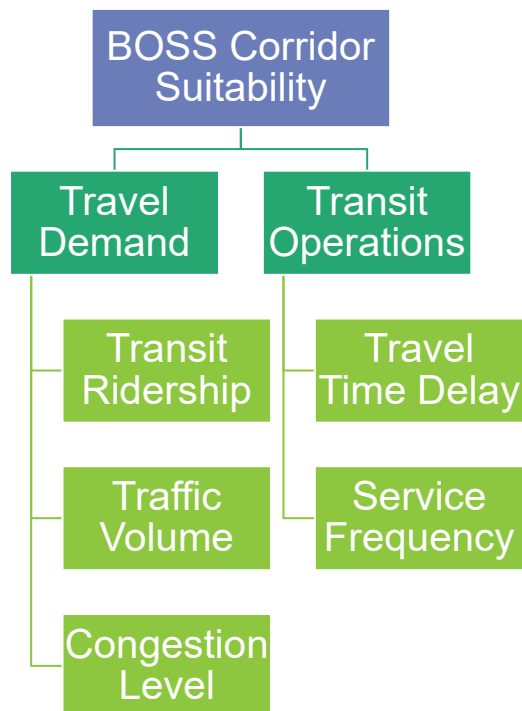 BOSS Corridor
Suitability
Travel
Demand
Transit
Operations
Transit
Ridership
Travel
Time Delay
Traffic
Volume
Service
Frequency
Congestion
Level